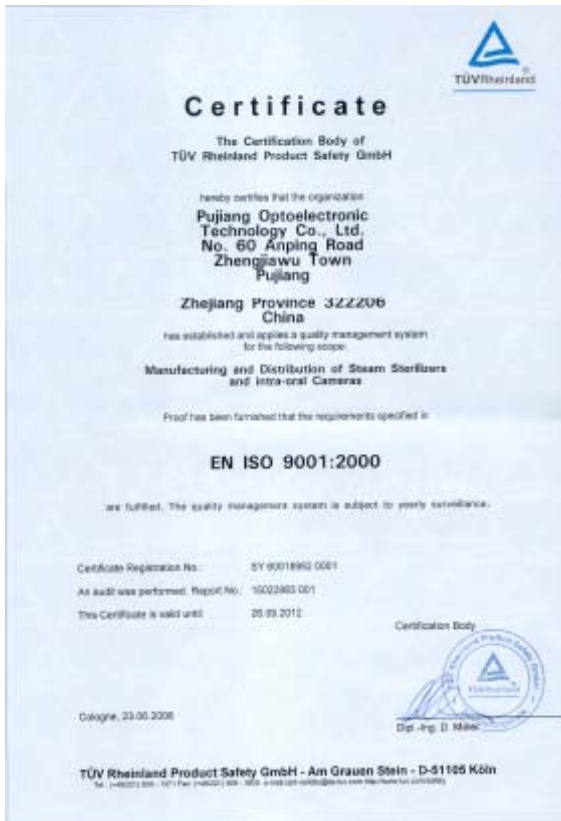 TÜVRheinland
Certificate
The Certification Body of
TÜV Rheinland Product Safety GmbH
hereby certifies that the organization
Pujiang Optoelectronic
Technology Co., Ltd.
No. 60 Anping Road
Zhengjiawu Town
Pujiang
Zhejiang Province 322206
China
has established and applies a quality management system
for the following scope:
Manufacturing and Distribution of Steam Sterilizers
and intra-oral Cameras
Proof has been furnished that the requirements specified in
EN ISO 9001:2000
are fulfilled. The quality management system is subject to yearly surveillance.
Certificate Registration No.:
An audit was performed. Report No.:
This Certificate is valid until: 2012
Certification Body
Cologne,
Dipl.-Ing. D.
TÜV Rheinland Product Safety GmbH - Am Grauen Stein - D-51105 Köln